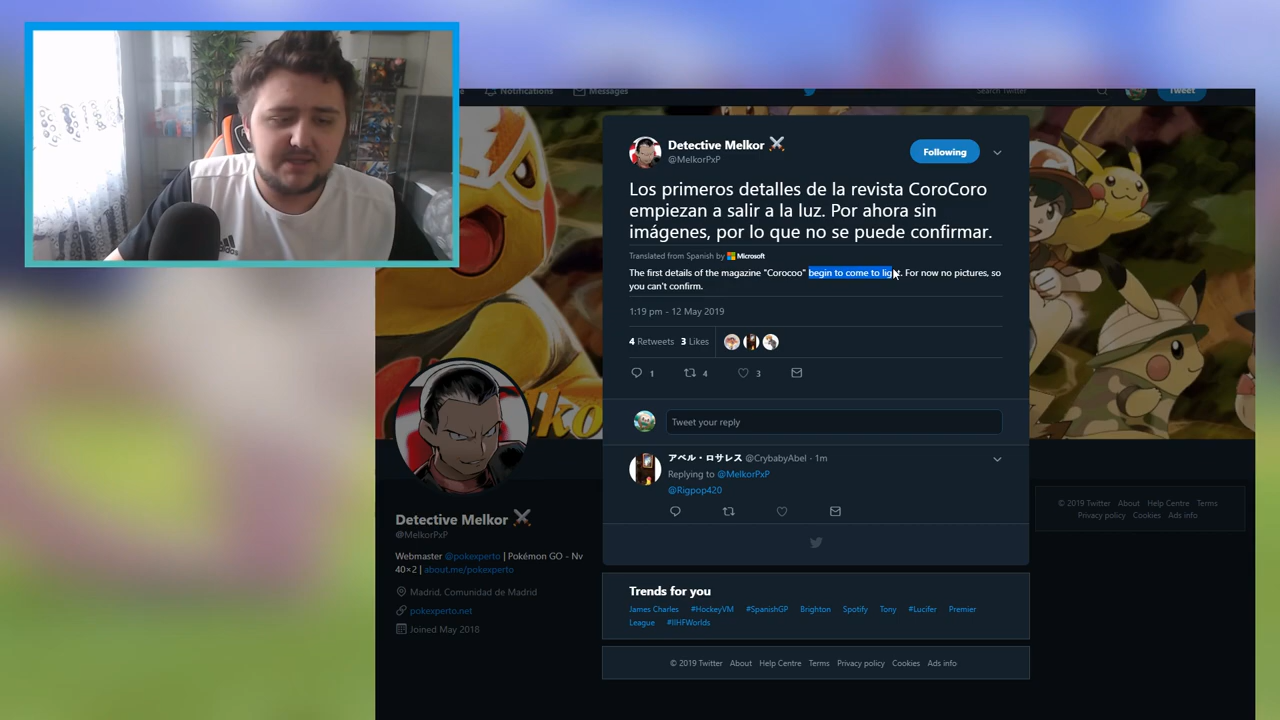 Notifications
Messages
Search Twitter
Tweet
Detective Melkor
@MelkorPxP
Following
Los primeros detalles de la revista CoroCoro
empiezan a salir a la luz. Por ahora sin
imágenes, por lo que no se puede confirmar.
Translated from Spanish by Microsoft
The first details of the magazine "Corocoo" begin to come to light. For now no pictures, so
you can't confirm.
1:19 pm - 12 May 2019
4 Retweets 3 Likes
1 4 3
Tweet your reply
アベル・ロサレス @CrybabyAbel · 1m
Replying to @MelkorPxP
@Rigpop420
Detective Melkor
@MelkorPxP
Webmaster @pokexperto | Pokémon GO - Nv
40×2 | about.me/pokexperto
Madrid, Comunidad de Madrid
pokexperto.net
Joined May 2018
© 2019 Twitter About Help Centre Terms
Privacy policy Cookies Ads info
Trends for you
James Charles #HockeyVM #SpanishGP Brighton Spotify Tony #Lucifer Premier
League #IIHFWorlds
© 2019 Twitter About Help Centre Terms Privacy policy Cookies Ads info
adidas